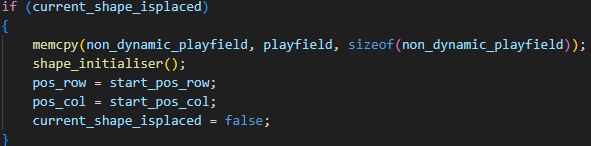 if (current_shape_isplaced)
{
    memcpy(non_dynamic_playfield, playfield, sizeof(non_dynamic_playfield));
    shape_initialiser();
    pos_row = start_pos_row;
    pos_col = start_pos_col;
    current_shape_isplaced = false;
}